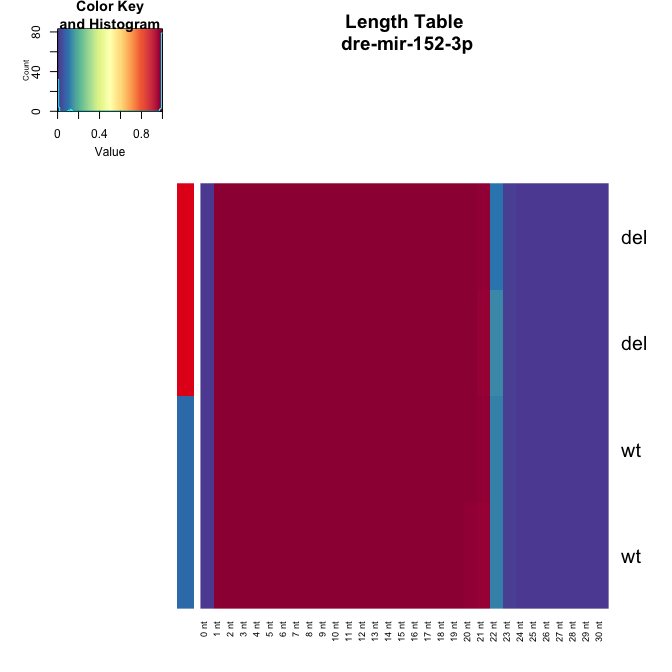 Color Key
and Histogram
Length Table
dre-mir-152-3p
Count
0 40 80
0 0.4 0.8
Value
del
del
wt
wt
0 nt 1 nt 2 nt 3 nt 4 nt 5 nt 6 nt 7 nt 8 nt 9 nt 10 nt 11 nt 12 nt 13 nt 14 nt 15 nt 16 nt 17 nt 18 nt 19 nt 20 nt 21 nt 22 nt 23 nt 24 nt 25 nt 26 nt 27 nt 28 nt 29 nt 30 nt